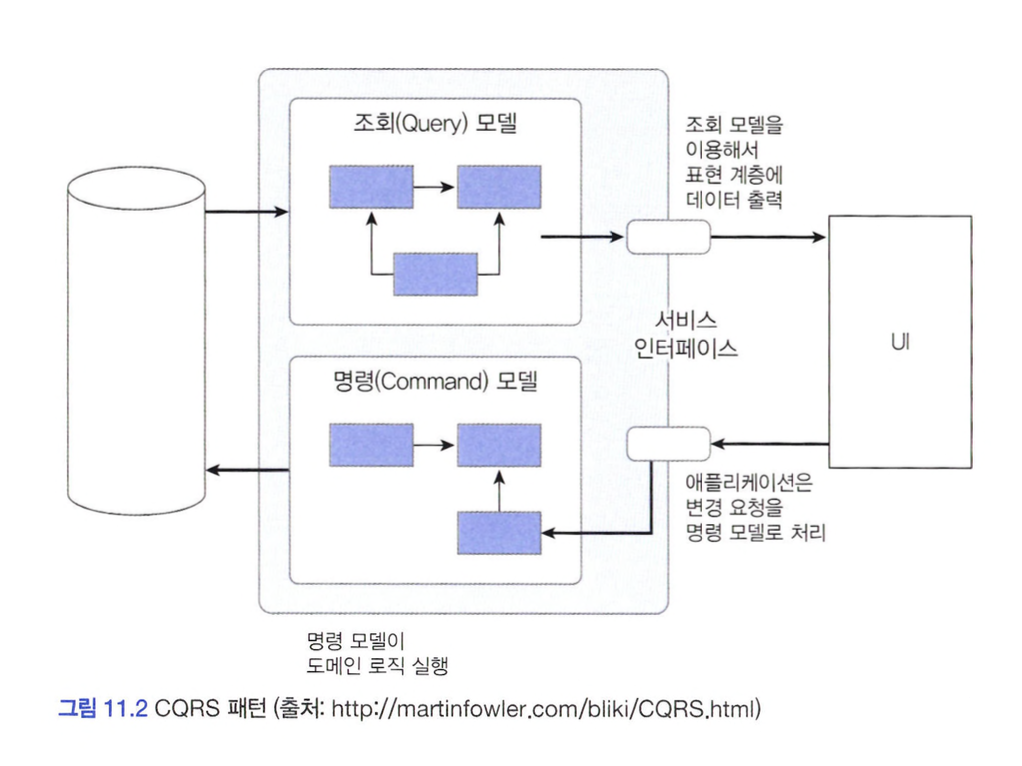 조회(Query) 모델
조회 모델을
이용해서
표현 계층에
데이터 출력
서비스
인터페이스
UI
명령(Command) 모델
애플리케이션은
변경 요청을
명령 모델로 처리
명령 모델이
도메인 로직 실행
그림 11.2 CQRS 패턴 (출처: http://martinfowler.com/bliki/CQRS.html)